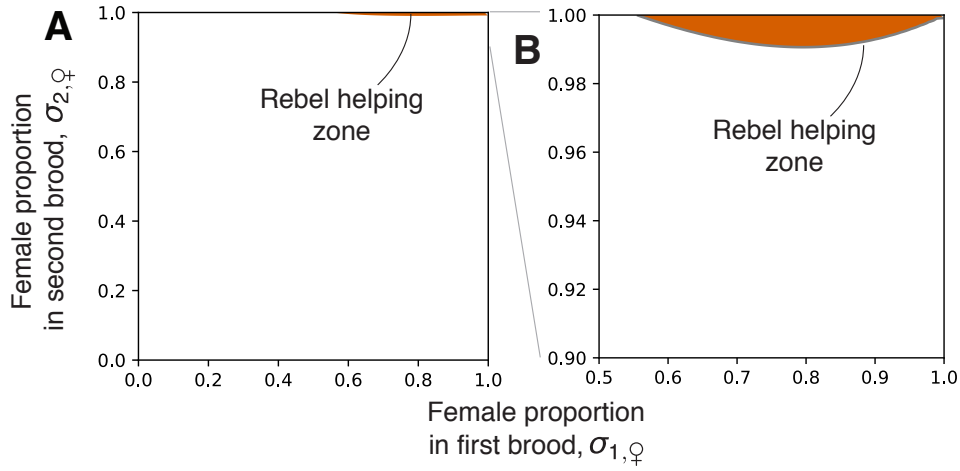 A
1.0
0.8
0.6
0.4
0.2
0.0
0.0 0.2 0.4 0.6 0.8 1.0
Rebel helping
zone
Female proportion
in second brood, σ2,♀
B
1.00
0.98
0.96
0.94
0.92
0.90
0.5 0.6 0.7 0.8 0.9 1.0
Rebel helping
zone
Female proportion
in first brood, σ1,♀